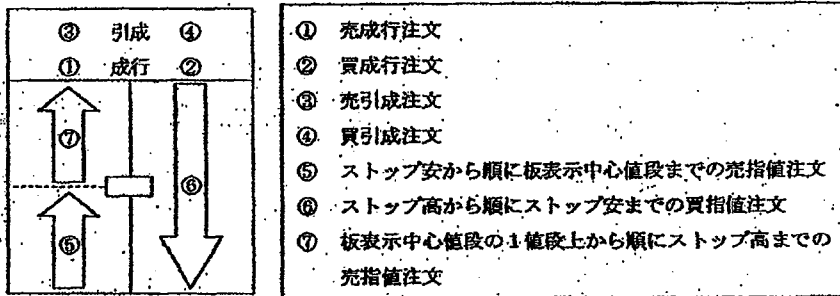 ③ 引成 ④
① 成行 ②
⑦
⑥
⑤
① 売成行注文
② 買成行注文
③ 売引成注文
④ 買引成注文
⑤ ストップ安から順に板表示中心値段までの売指値注文
⑥ ストップ高から順にストップ安までの買指値注文
⑦ 板表示中心値段の1値段上から順にストップ高までの
売指値注文